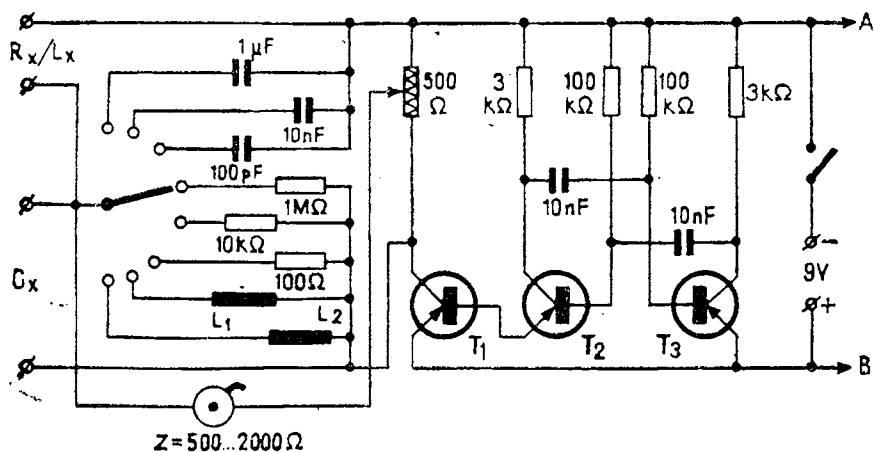 A
Rx/Lx
1µF
500 Ω
3 kΩ
100 kΩ
100 kΩ
3kΩ
10nF
100pF
10nF
10nF
1MΩ
10kΩ
Cx
100Ω
−
9V
+
L1
L2
T1
T2
T3
B
Z=500...2000Ω